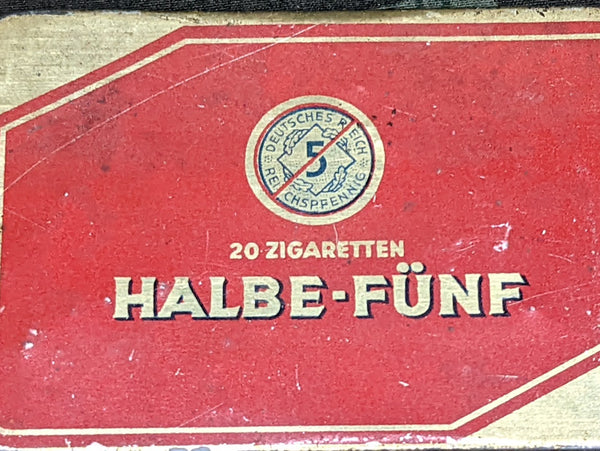 DEUTSCHES REICH
5
REICHSPFENNIG
20 ZIGARETTEN
HALBE-FÜNF